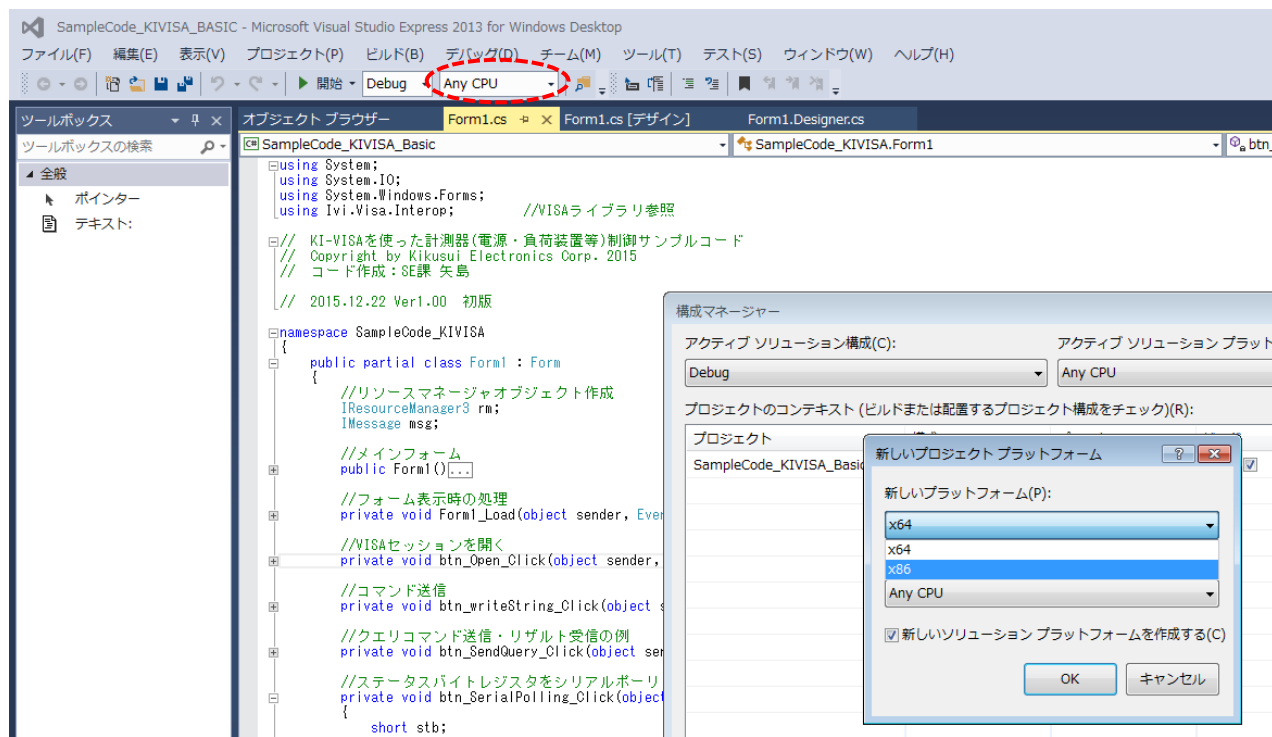 SampleCode_KIVISA_BASIC - Microsoft Visual Studio Express 2013 for Windows Desktop
ファイル(F) 編集(E) 表示(V) プロジェクト(P) ビルド(B) デバッグ(D) チーム(M) ツール(T) テスト(S) ウィンドウ(W) ヘルプ(H)
開始 Debug Any CPU
ツールボックス
ツールボックスの検索
全般
ポインター
テキスト:
オブジェクト ブラウザー Form1.cs Form1.cs [デザイン] Form1.Designer.cs
SampleCode_KIVISA_Basic SampleCode_KIVISA.Form1 btn_
using System;
using System.IO;
using System.Windows.Forms;
using Ivi.Visa.Interop; //VISAライブラリ参照
// KI-VISAを使った計測器(電源・負荷装置等)制御サンプルコード
// Copyright by Kikusui Electronics Corp. 2015
// コード作成：SE課 矢島
// 2015.12.22 Ver1.00 初版
namespace SampleCode_KIVISA
{
public partial class Form1 : Form
{
//リソースマネージャオブジェクト作成
IResourceManager3 rm;
IMessage msg;
//メインフォーム
public Form1()...
//フォーム表示時の処理
private void Form1_Load(object sender, Eve
//VISAセッションを開く
private void btn_Open_Click(object sender,
//コマンド送信
private void btn_writeString_Click(object s
//クエリコマンド送信・リザルト受信の例
private void btn_SendQuery_Click(object sen
//ステータスバイトレジスタをシリアルポーリ
private void btn_SerialPolling_Click(object
{
short stb;
構成マネージャー
アクティブ ソリューション構成(C): アクティブ ソリューション プラット
Debug Any CPU
プロジェクトのコンテキスト (ビルドまたは配置するプロジェクト構成をチェック)(R):
プロジェクト
SampleCode_KIVISA_Basic
新しいプロジェクト プラットフォーム
新しいプラットフォーム(P):
x64
x64
x86
Any CPU
新しいソリューション プラットフォームを作成する(C)
OK キャンセル